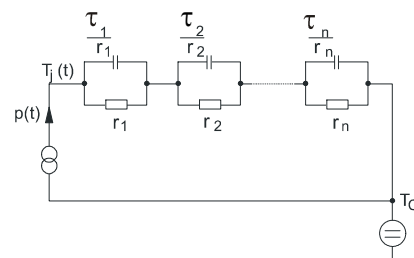 τ1/r1 τ2/r2 τn/rn
Tj(t)
r1 r2 rn
p(t)
TC